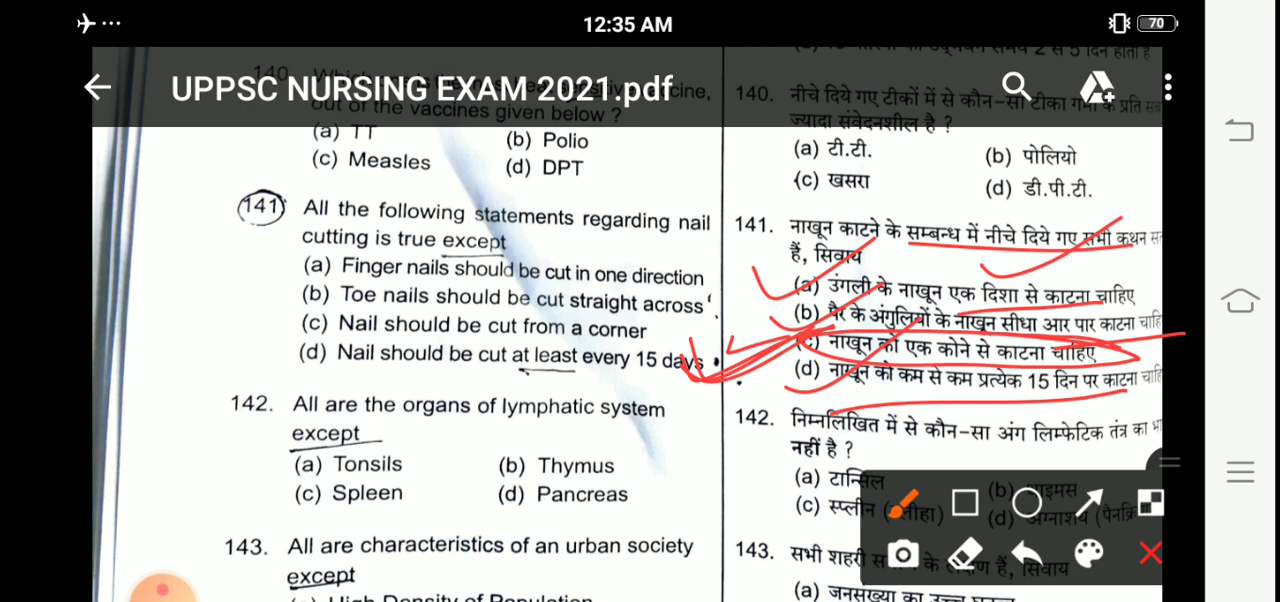 12:35 AM
70
UPPSC NURSING EXAM 2021.pdf
140.
out of the vaccines given below ?
(a) TT
(b) Polio
(c) Measles
(d) DPT
141. All the following statements regarding nail
cutting is true except
(a) Finger nails should be cut in one direction
(b) Toe nails should be cut straight across
(c) Nail should be cut from a corner
(d) Nail should be cut at least every 15 days
142. All are the organs of lymphatic system
except
(a) Tonsils
(b) Thymus
(c) Spleen
(d) Pancreas
143. All are characteristics of an urban society
except
140. नीचे दिये गए टीकों में से कौन-सा टीका के प्रति
ज्यादा संवेदनशील है ?
(a) टी.टी.
(b) पोलियो
(c) खसरा
(d) डी.पी.टी.
141. नाखून काटने के सम्बन्ध में नीचे दिये गए सभी कथन
हैं, सिवाय
(a) उंगली के नाखून एक दिशा से काटना चाहिए
(b) पैर के अंगुलियों के नाखून सीधा आर पार काटना
(c) नाखून को एक कोने से काटना चाहिए
(d) नाखून को कम से कम प्रत्येक 15 दिन पर काटना
142. निम्नलिखित में से कौन-सा अंग लिम्फेटिक तंत्र का
नहीं है ?
(a) टान्सिल
(b)
(c) स्प्लीन
(d) अग्नाशय
143. सभी शहरी के लक्षण हैं, सिवाय
(a) जनसंख्या का उच्च